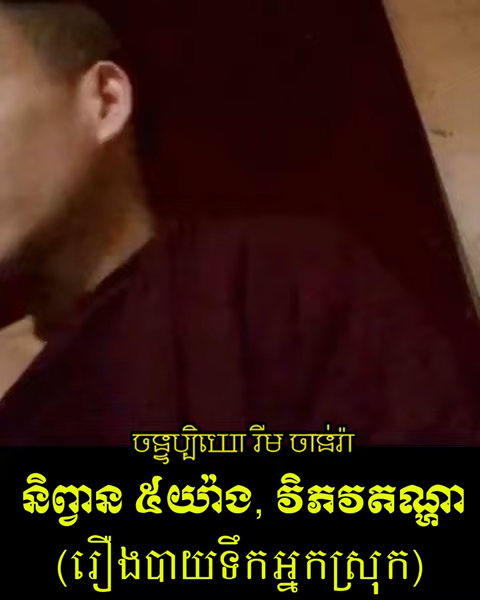 ចន្ទប្បិយោ រីម ចាន់រ៉ា
និព្វាន ៥យ៉ាង, វិភវតណ្ហា
(រឿងបាយទឹកអ្នកស្រុក)